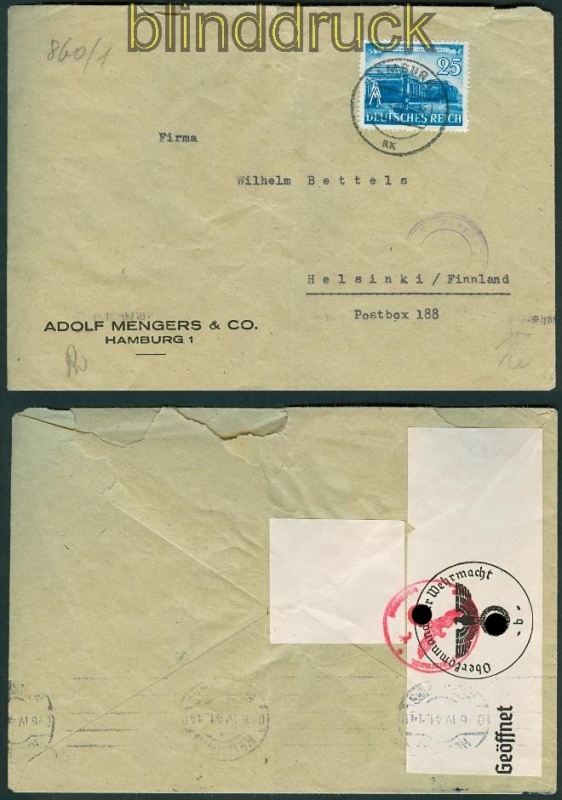 blinddruck
860/1
25
DEUTSCHES REICH
Firma
Wilhelm Bettels
Helsinki/Finnland
Postbox 188
ADOLF MENGERS & CO.
HAMBURG 1
Oberkommando der Wehrmacht
Geöffnet